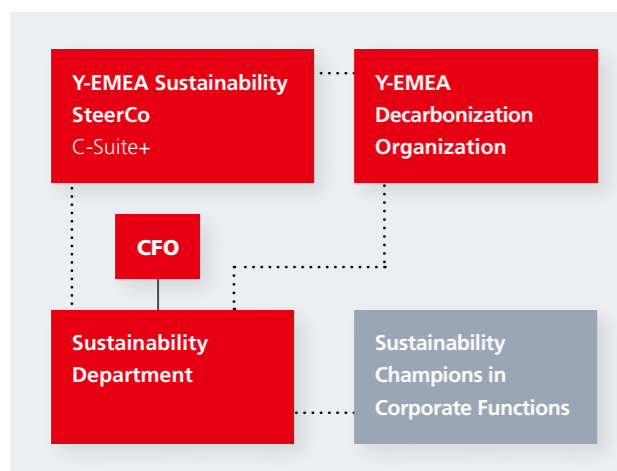 Y-EMEA Sustainability
SteerCo
C-Suite+
Y-EMEA
Decarbonization
Organization
CFO
Sustainability
Department
Sustainability
Champions in
Corporate Functions